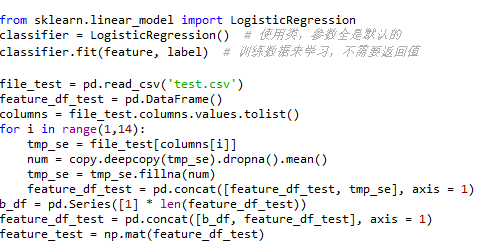 from sklearn.linear_model import LogisticRegression
classifier = LogisticRegression()  # 使用类，参数全是默认的
classifier.fit(feature, label)  # 训练数据来学习，不需要返回值
file_test = pd.read_csv('test.csv')
feature_df_test = pd.DataFrame()
columns = file_test.columns.values.tolist()
for i in range(1,14):
    tmp_se = file_test[columns[i]]
    num = copy.deepcopy(tmp_se).dropna().mean()
    tmp_se = tmp_se.fillna(num)
    feature_df_test = pd.concat([feature_df_test, tmp_se], axis = 1)
b_df = pd.Series([1] * len(feature_df_test))
feature_df_test = pd.concat([b_df, feature_df_test], axis = 1)
feature_test = np.mat(feature_df_test)